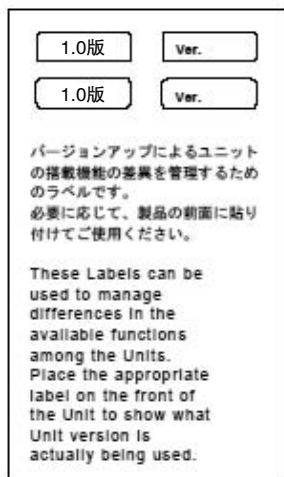 1.0版 Ver.
1.0版 Ver.
バージョンアップによるユニット
の搭載機能の差異を管理するため
のラベルです。
必要に応じて、製品の前面に貼り
付けてご使用ください。
These Labels can be
used to manage
differences in the
available functions
among the Units.
Place the appropriate
label on the front of
the Unit to show what
Unit version is
actually being used.